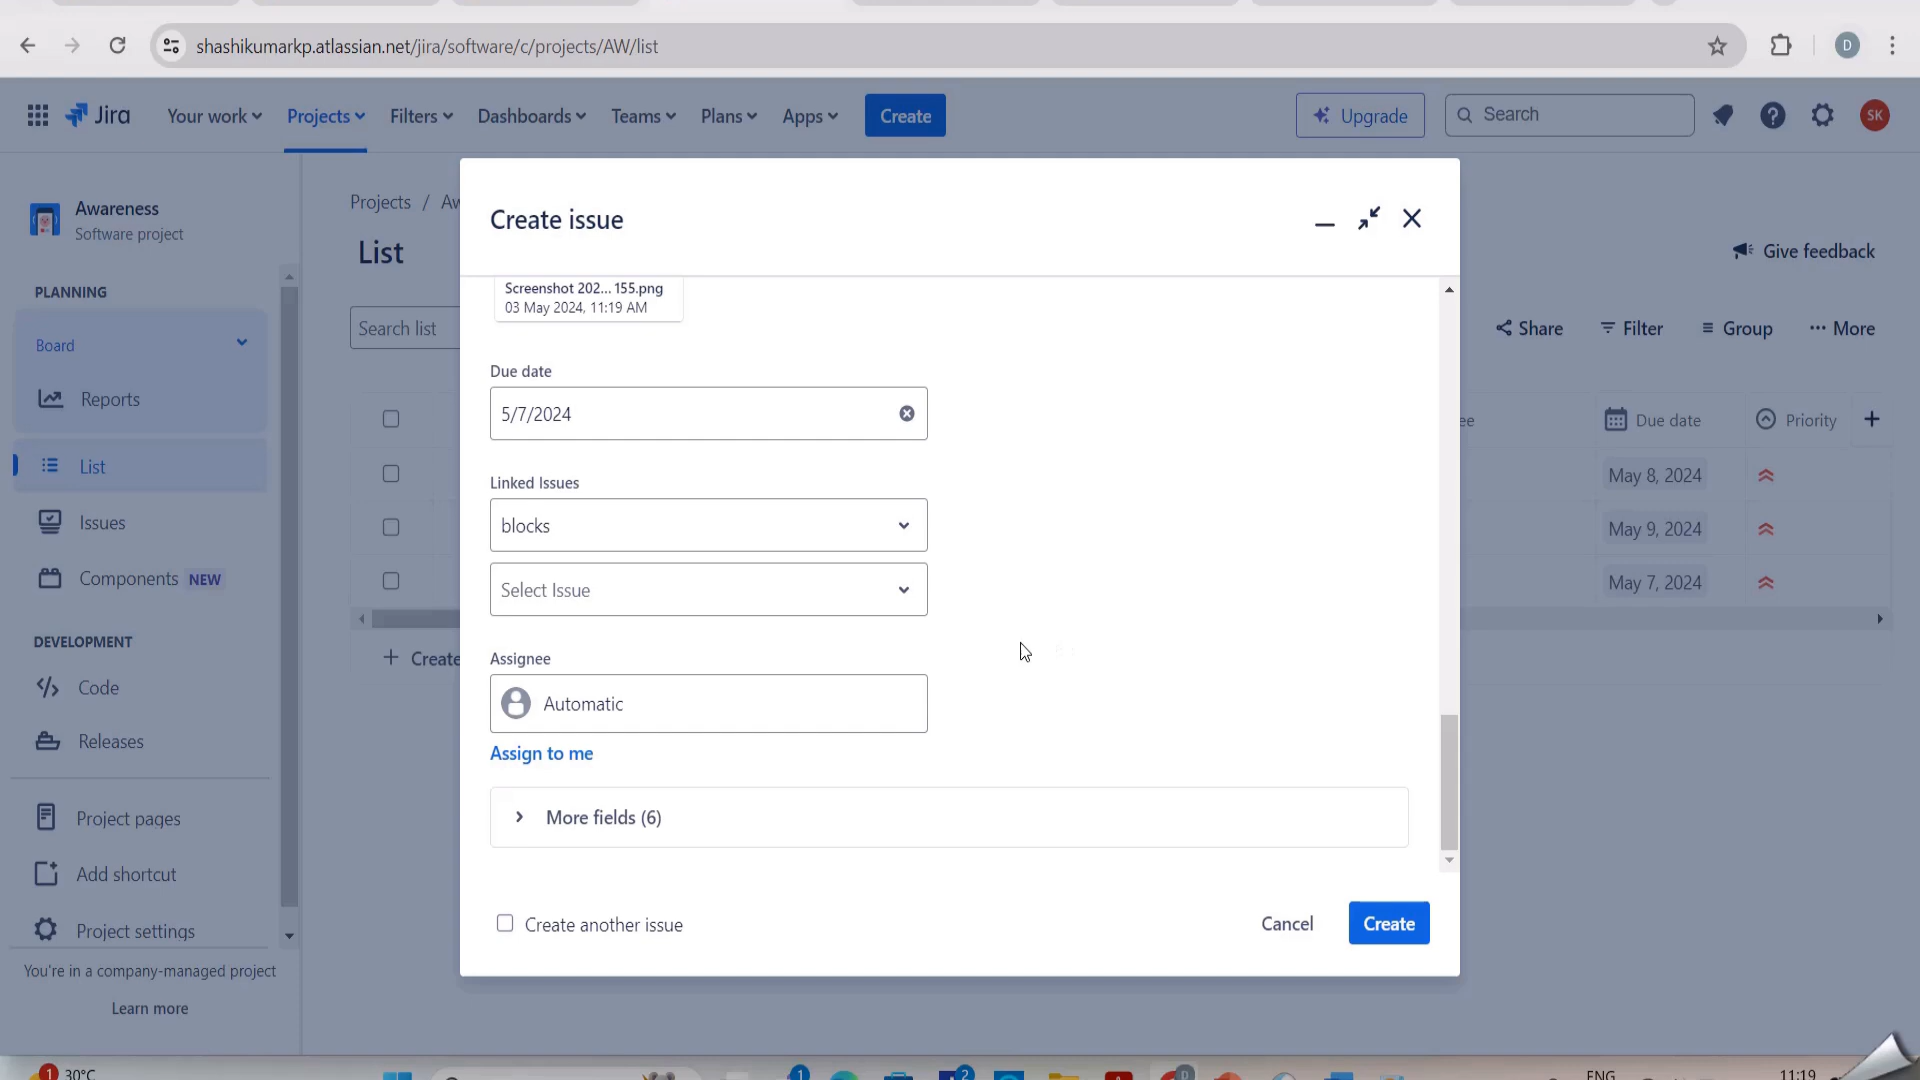 shashikumarkp.atlassian.net/jira/software/c/projects/AW/list
D
Jira
Your work
Projects
Filters
Dashboards
Teams
Plans
Apps
Create
Upgrade
Search
SK
Awareness
Software project
PLANNING
Board
Reports
List
Issues
Components NEW
DEVELOPMENT
Code
Releases
Project pages
Add shortcut
Project settings
You're in a company-managed project
Learn more
Projects /
List
Give feedback
Search list
Share
Filter
Group
More
Due date
Priority
May 8, 2024
May 9, 2024
May 7, 2024
Create issue
Screenshot 202... 155.png
03 May 2024, 11:19 AM
Due date
5/7/2024
Linked Issues
blocks
Select Issue
Assignee
Automatic
Assign to me
More fields (6)
Create another issue
Cancel
Create
+ Create
1
30°C
1
2
D
ENG
11:19